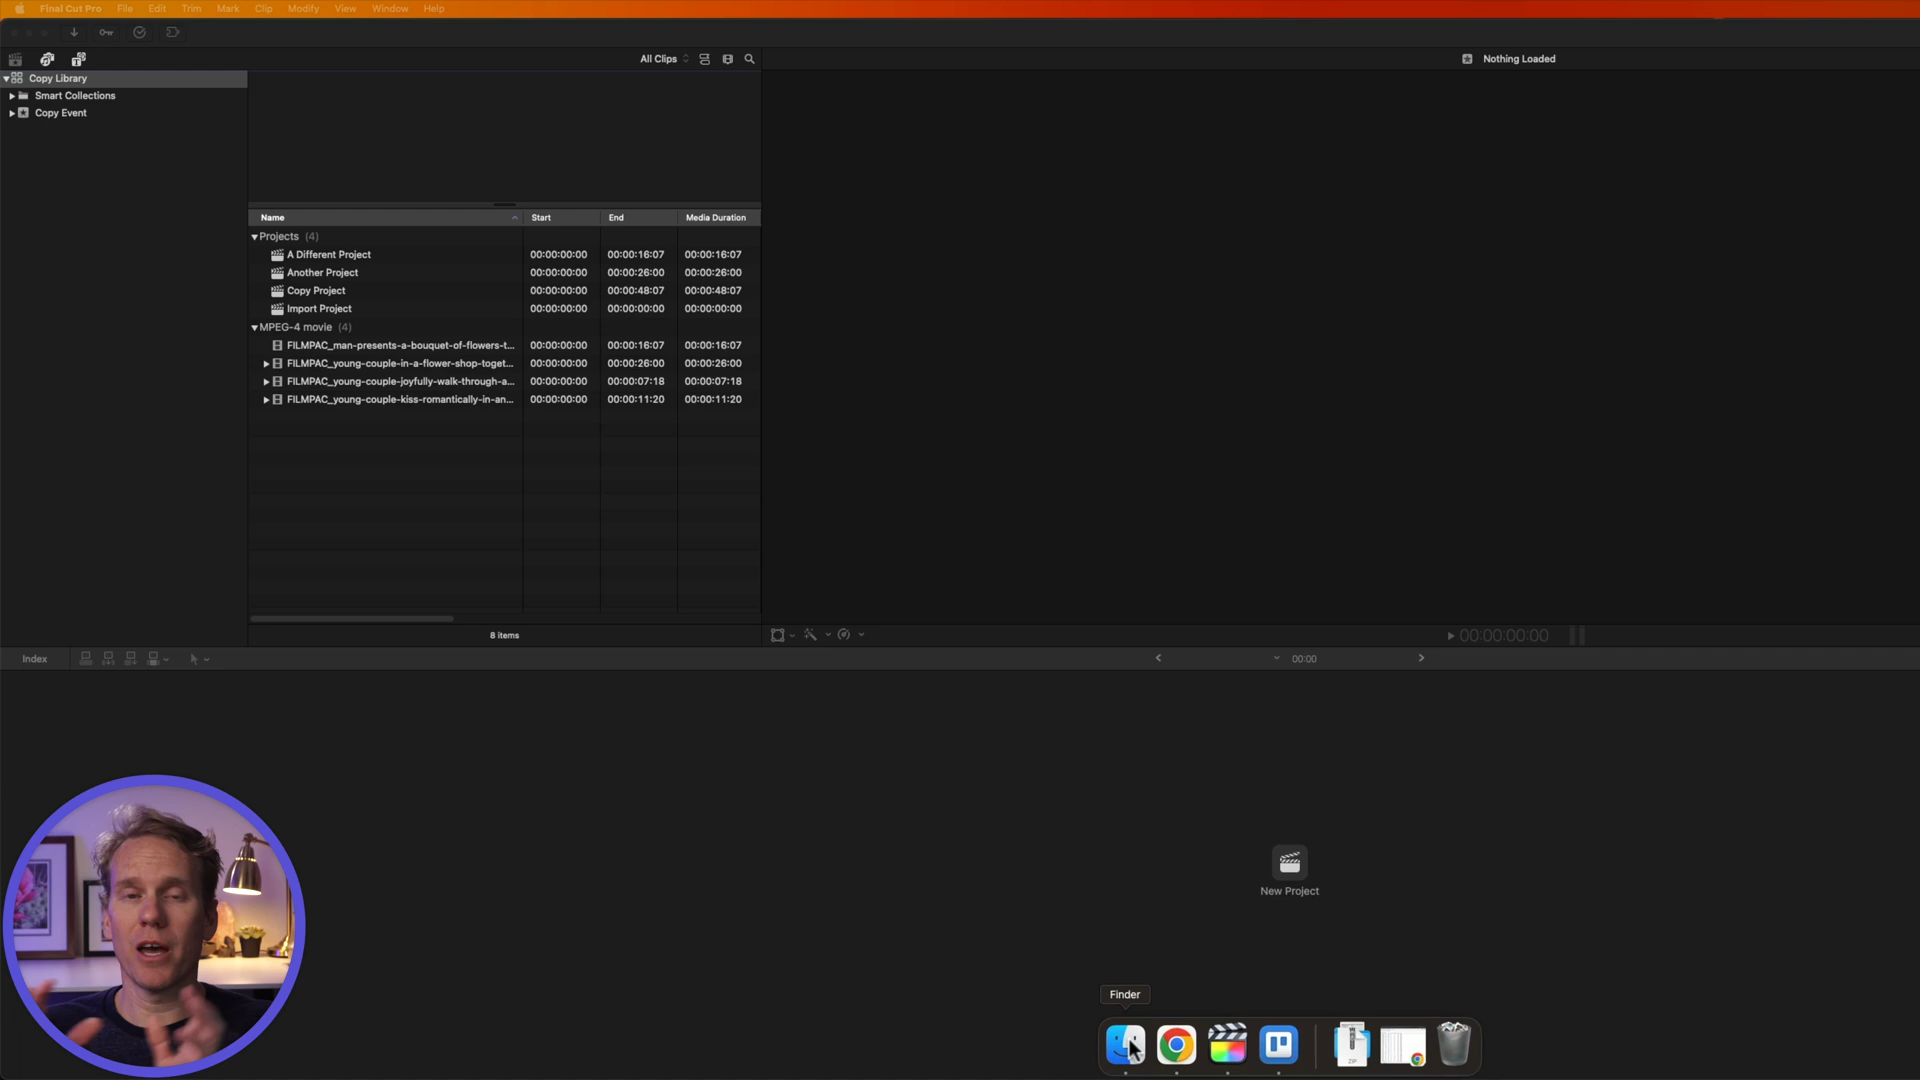 Final Cut Pro File Edit Trim Mark Clip Modify View Window Help
All Clips
Nothing Loaded
Copy Library
Smart Collections
Copy Event
Name Start End Media Duration
Projects (4)
A Different Project 00:00:00:00 00:00:16:07 00:00:16:07
Another Project 00:00:00:00 00:00:26:00 00:00:26:00
Copy Project 00:00:00:00 00:00:48:07 00:00:48:07
Import Project 00:00:00:00 00:00:00:00 00:00:00:00
MPEG-4 movie (4)
FILMPAC_man-presents-a-bouquet-of-flowers-t... 00:00:00:00 00:00:16:07 00:00:16:07
FILMPAC_young-couple-in-a-flower-shop-toget... 00:00:00:00 00:00:26:00 00:00:26:00
FILMPAC_young-couple-joyfully-walk-through-a... 00:00:00:00 00:00:07:18 00:00:07:18
FILMPAC_young-couple-kiss-romantically-in-an... 00:00:00:00 00:00:11:20 00:00:11:20
8 items
00:00:00:00
Index
00:00
New Project
Finder
ZIP